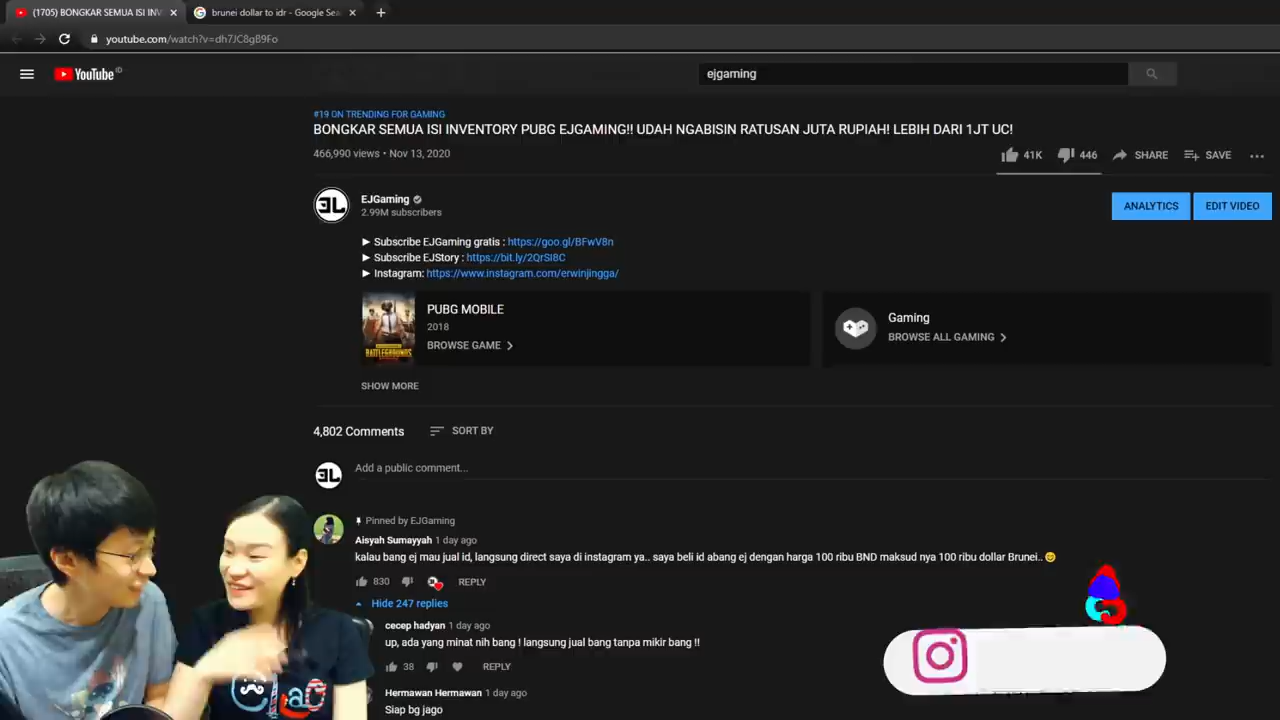 (1705) BONGKAR SEMUA ISI INV
brunei dollar to idr - Google Sea
youtube.com/watch?v=dh7JC8gB9Fo
YouTube ID
ejgaming
#19 ON TRENDING FOR GAMING
BONGKAR SEMUA ISI INVENTORY PUBG EJGAMING!! UDAH NGABISIN RATUSAN JUTA RUPIAH! LEBIH DARI 1JT UC!
466,990 views • Nov 13, 2020
41K 446 SHARE SAVE
EJGaming
2.99M subscribers
ANALYTICS EDIT VIDEO
► Subscribe EJGaming gratis : https://goo.gl/BFwV8n
► Subscribe EJStory : https://bit.ly/2QrSI8C
► Instagram: https://www.instagram.com/erwinjingga/
BATTLEGROUNDS
PUBG MOBILE
2018
BROWSE GAME
Gaming
BROWSE ALL GAMING
SHOW MORE
4,802 Comments SORT BY
Add a public comment...
Pinned by EJGaming
Aisyah Sumayyah 1 day ago
kalau bang ej mau jual id, langsung direct saya di instagram ya.. saya beli id abang ej dengan harga 100 ribu BND maksud nya 100 ribu dollar Brunei.. 😊
830 REPLY
Hide 247 replies
cecep hadyan 1 day ago
up, ada yang minat nih bang ! langsung jual bang tanpa mikir bang !!
38 REPLY
Hermawan Hermawan 1 day ago
Siap bg jago